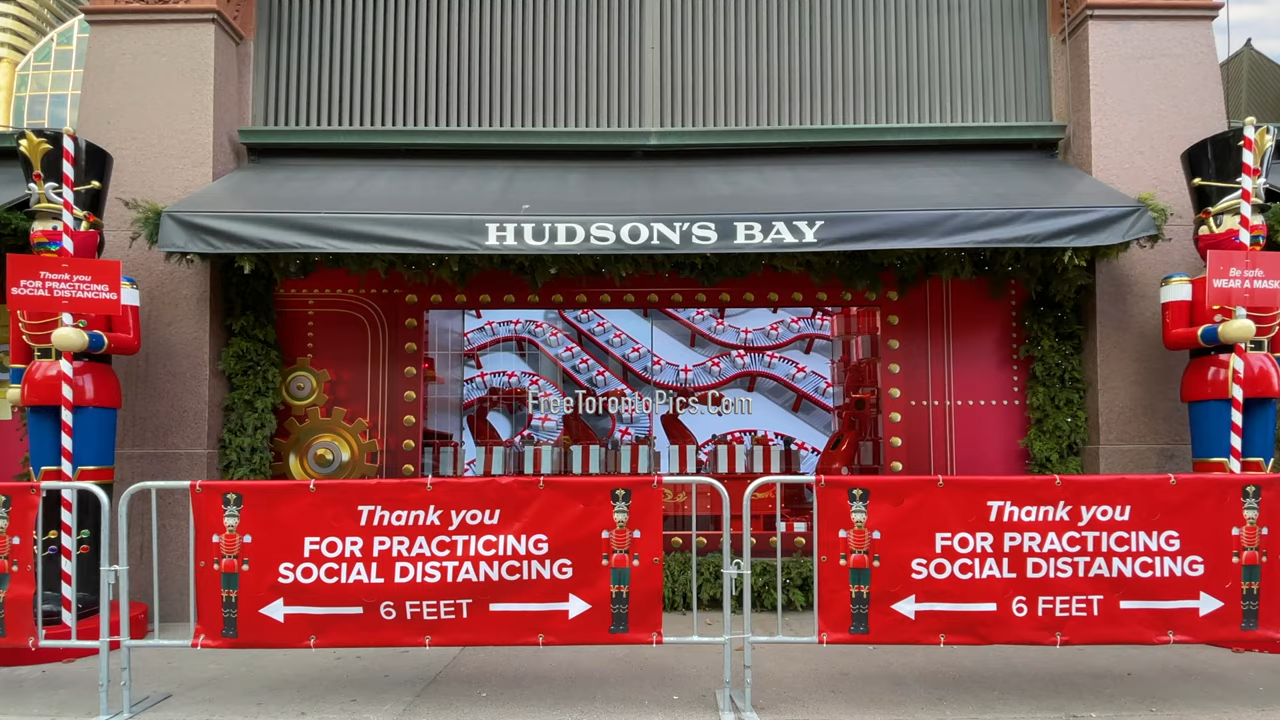 HUDSON'S BAY
Thank you
FOR PRACTICING
SOCIAL DISTANCING
Be safe.
WEAR A MASK
FreeTorontoPics.Com
Thank you
FOR PRACTICING
SOCIAL DISTANCING
6 FEET
Thank you
FOR PRACTICING
SOCIAL DISTANCING
6 FEET